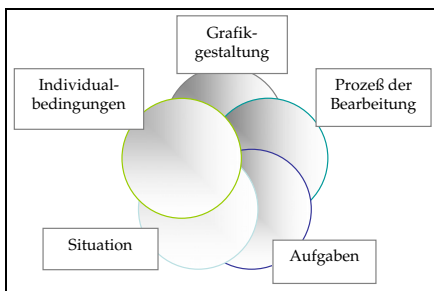 Grafik-
gestaltung
Individual-
bedingungen
Prozeß der
Bearbeitung
Situation
Aufgaben